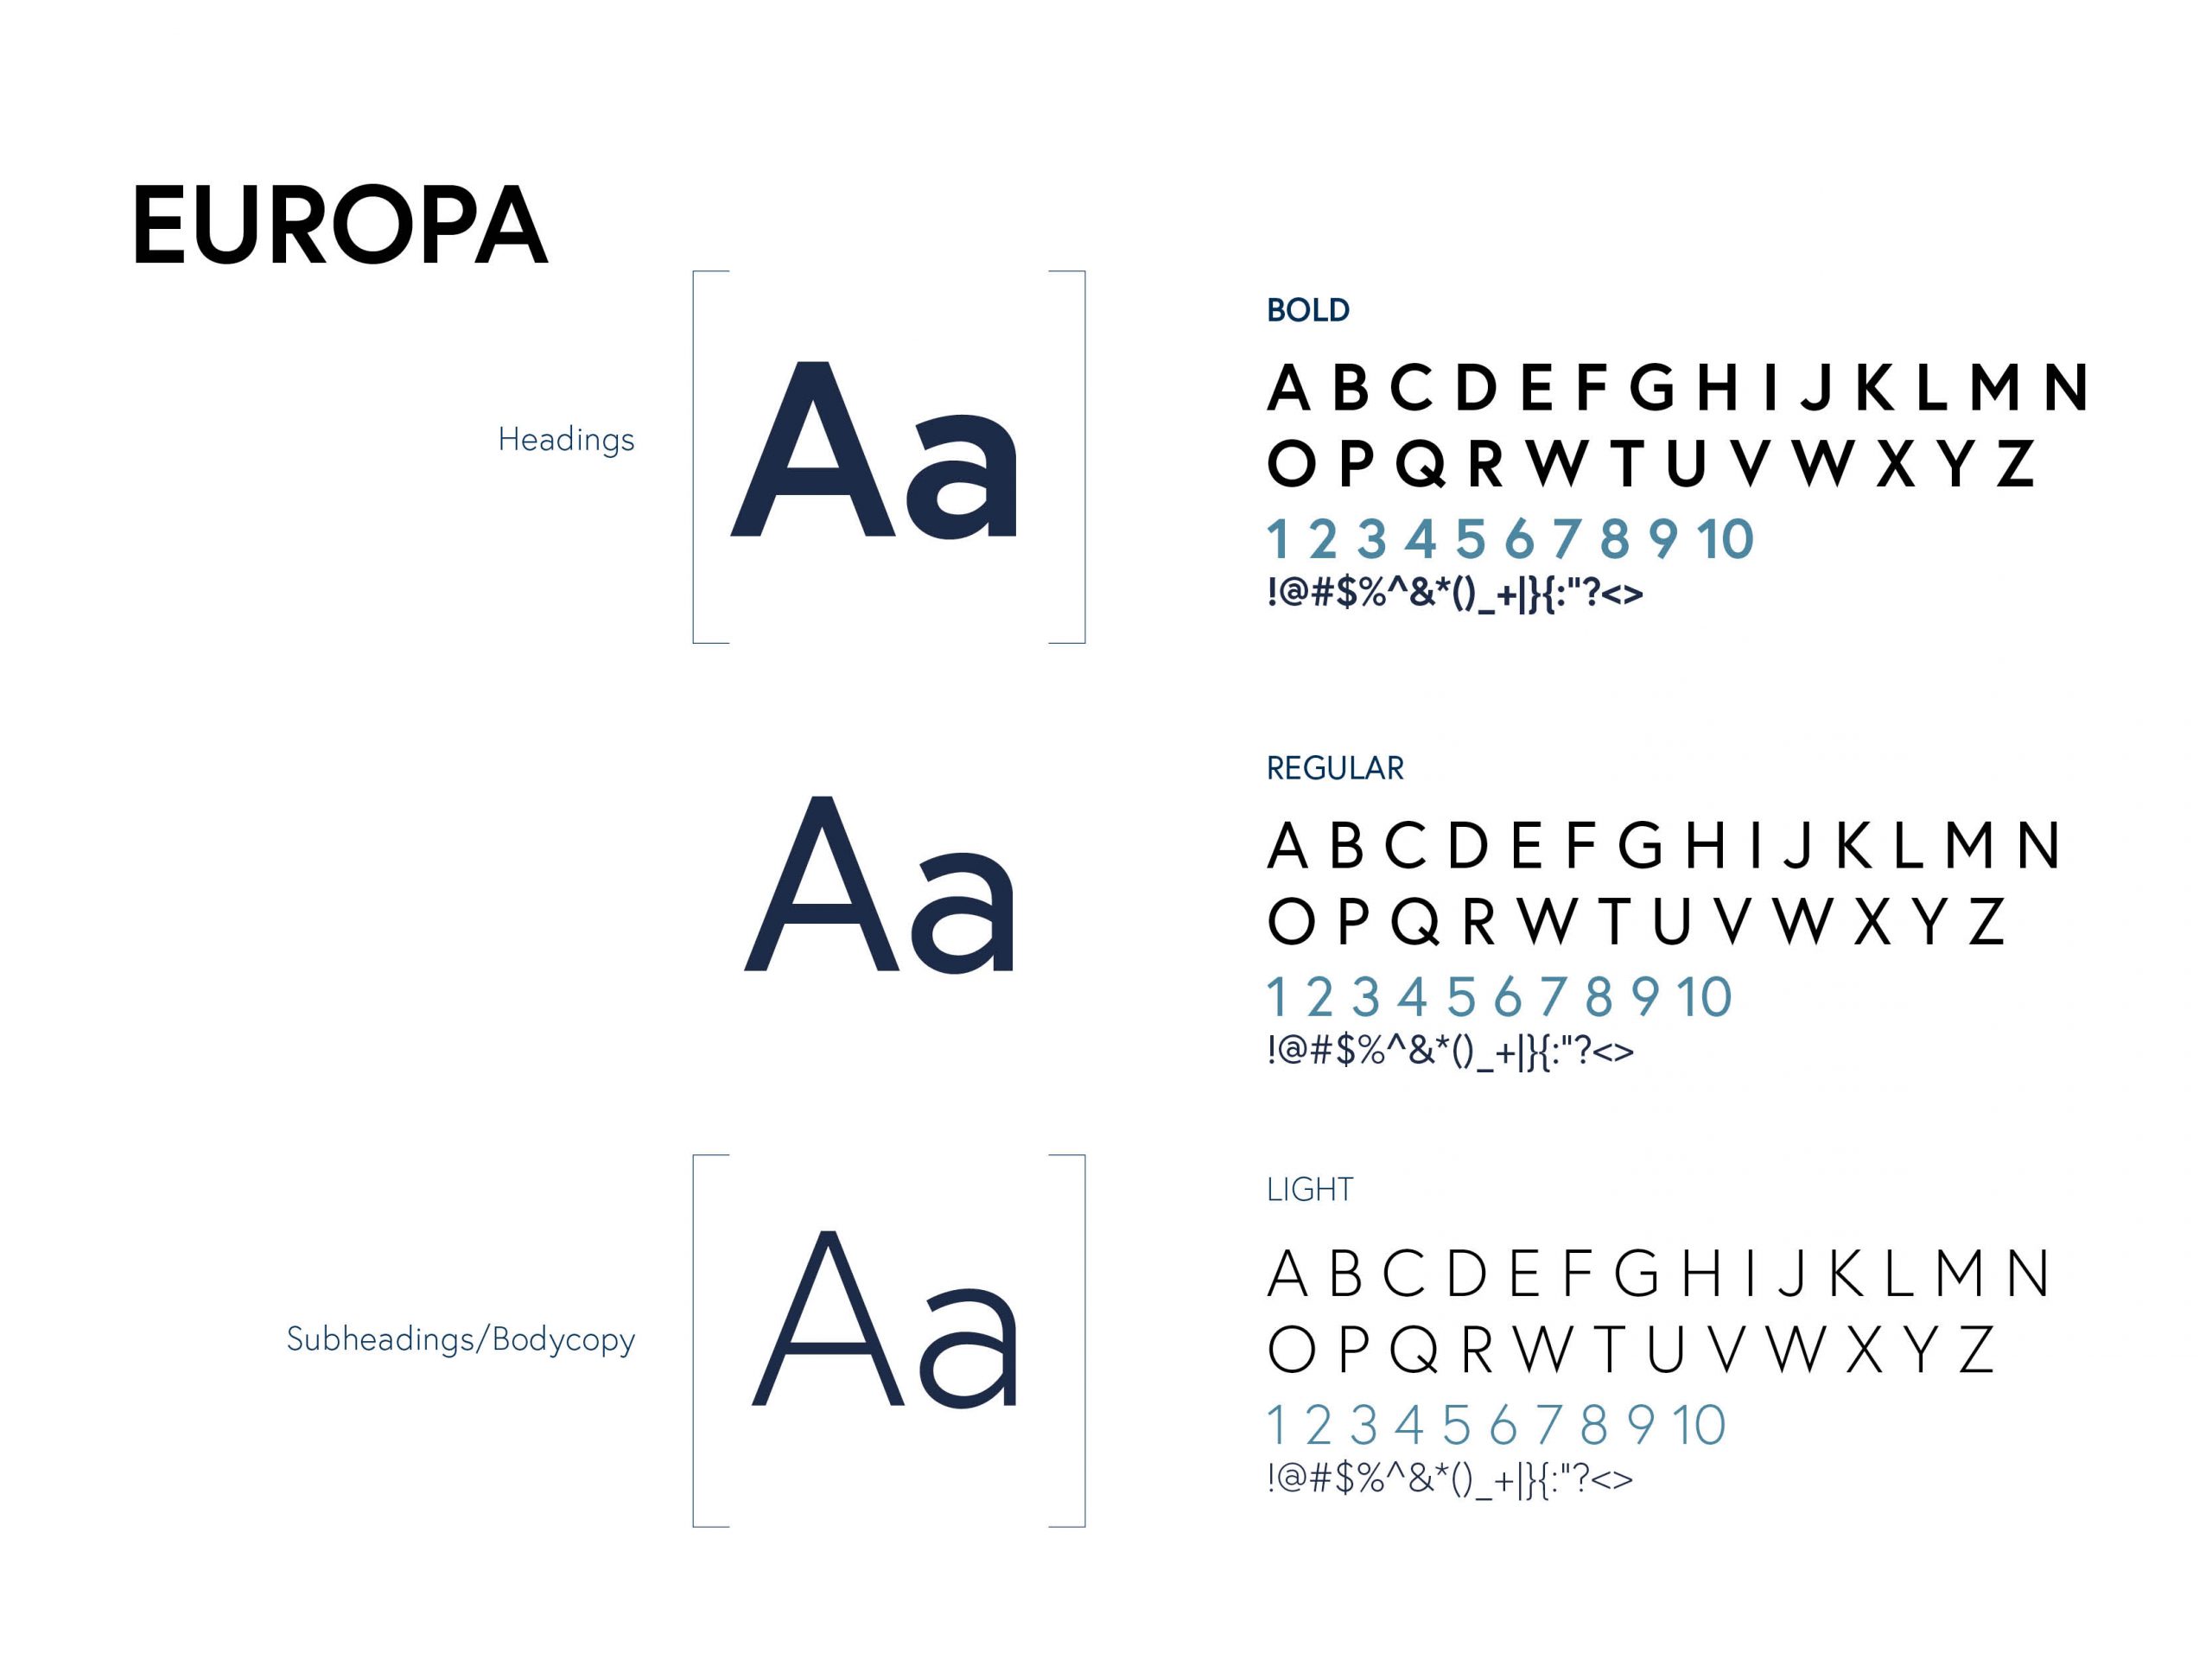 EUROPA
Headings
Aa
BOLD
A B C D E F G H I J K L M N
O P Q R W T U V W X Y Z
1 2 3 4 5 6 7 8 9 10
!@#$%^&*()_+|}{:"?<>
Aa
REGULAR
A B C D E F G H I J K L M N
O P Q R W T U V W X Y Z
1 2 3 4 5 6 7 8 9 10
!@#$%^&*()_+|}{:"?<>
Subheadings/Bodycopy
Aa
LIGHT
A B C D E F G H I J K L M N
O P Q R W T U V W X Y Z
1 2 3 4 5 6 7 8 9 10
!@#$%^&*()_+|}{:"?<>